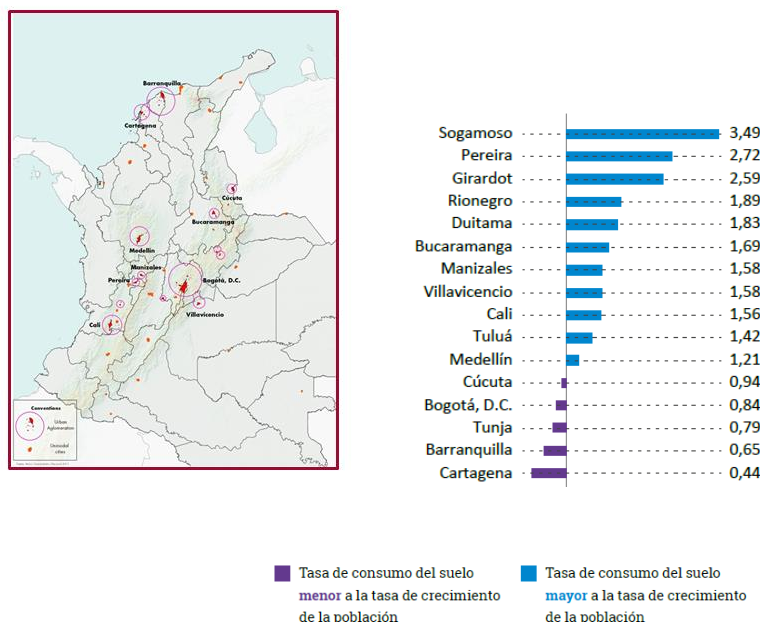 Barranquilla
Cartagena
Cúcuta
Bucaramanga
Medellín
Manizales
Pereira
Bogotá, D.C.
Villavicencio
Cali
Conventions
Urban
Aglomeration
Uninodal
cities
Sogamoso 3,49
Pereira 2,72
Girardot 2,59
Rionegro 1,89
Duitama 1,83
Bucaramanga 1,69
Manizales 1,58
Villavicencio 1,58
Cali 1,56
Tuluá 1,42
Medellín 1,21
Cúcuta 0,94
Bogotá, D.C. 0,84
Tunja 0,79
Barranquilla 0,65
Cartagena 0,44
Tasa de consumo del suelo
menor a la tasa de crecimiento
de la población
Tasa de consumo del suelo
mayor a la tasa de crecimiento
de la población